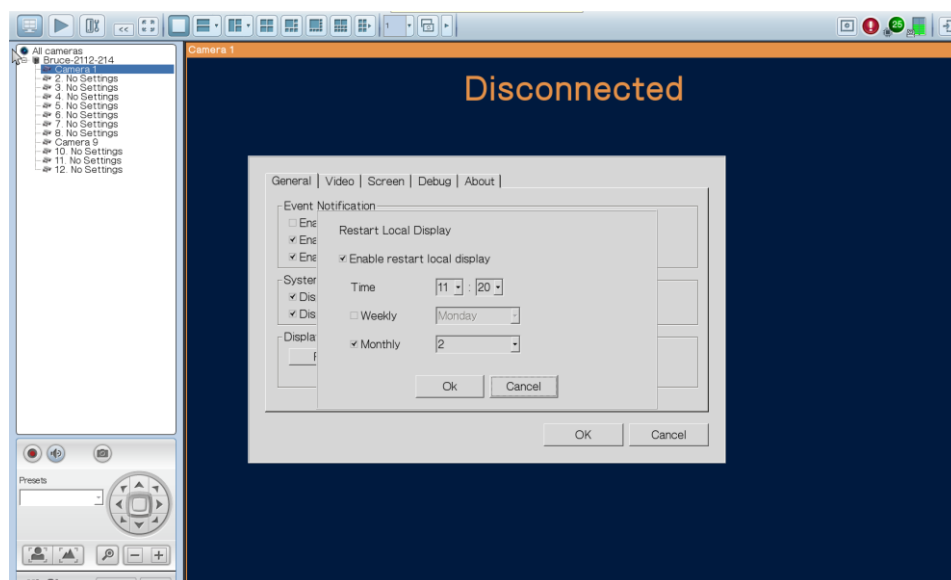 1
25
All cameras
Bruce-2112-214
Camera 1
2. No Settings
3. No Settings
4. No Settings
5. No Settings
6. No Settings
7. No Settings
8. No Settings
Camera 9
10. No Settings
11. No Settings
12. No Settings
Presets
Camera 1
Disconnected
General | Video | Screen | Debug | About |
Event Notification
Ena
Ena
Ena
System
Dis
Dis
Displa
Restart Local Display
Enable restart local display
Time 11 : 20
Weekly Monday
Monthly 2
Ok Cancel
OK Cancel